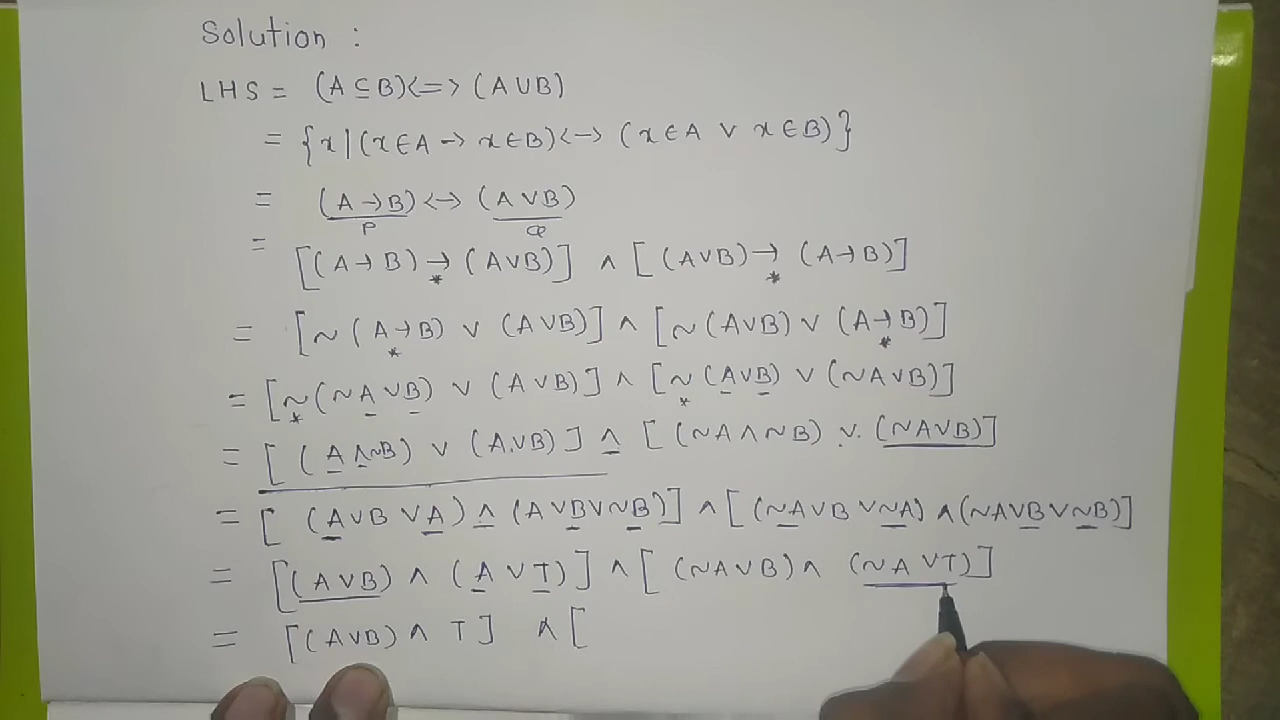 Solution :
LHS = (A ⊆ B) <=> (A ∪ B)
= {x | (x ∈ A → x ∈ B) <-> (x ∈ A ∨ x ∈ B)}
= (A → B) <-> (A ∨ B)
P Q
= [(A → B) → (A ∨ B)] ∧ [(A ∨ B) → (A → B)]
* *
= [~ (A → B) ∨ (A ∨ B)] ∧ [~ (A ∨ B) ∨ (A → B)]
* *
= [~ (~A ∨ B) ∨ (A ∨ B)] ∧ [~ (A ∨ B) ∨ (~A ∨ B)]
* *
= [(A ∧ ~B) ∨ (A ∨ B)] ∧ [(~A ∧ ~B) ∨ (~A ∨ B)]
= [(A ∨ B ∨ A) ∧ (A ∨ B ∨ ~B)] ∧ [(~A ∨ B ∨ ~A) ∧ (~A ∨ B ∨ ~B)]
= [(A ∨ B) ∧ (A ∨ T)] ∧ [(~A ∨ B) ∧ (~A ∨ T)]
= [(A ∨ B) ∧ T] ∧ [